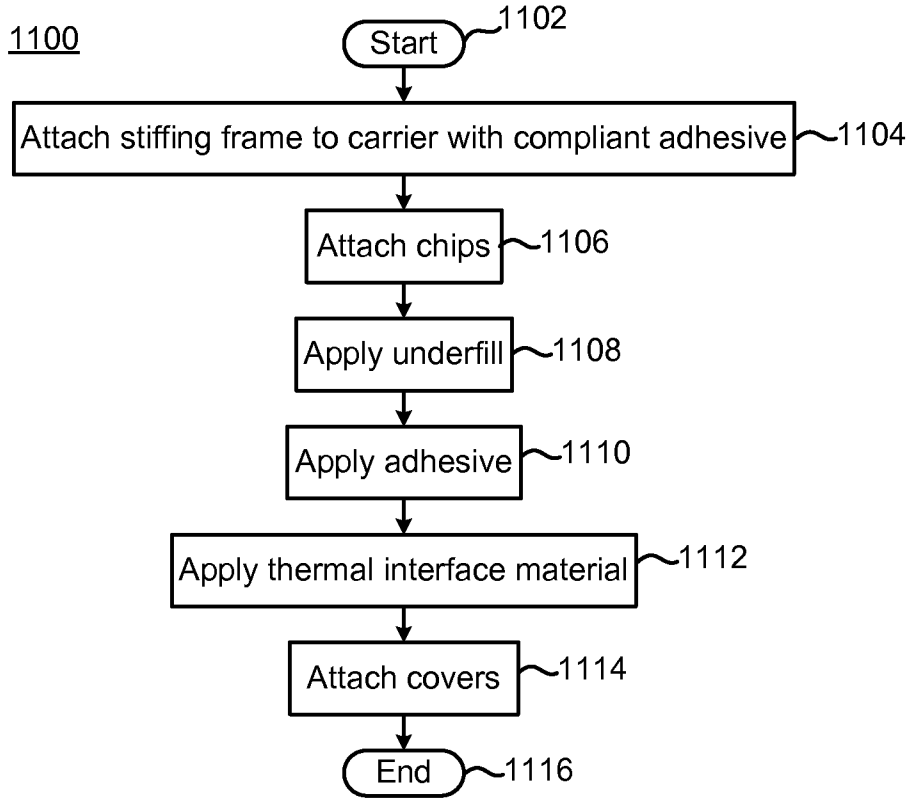 1100
Start
1102
Attach stiffing frame to carrier with compliant adhesive
1104
Attach chips
1106
Apply underfill
1108
Apply adhesive
1110
Apply thermal interface material
1112
Attach covers
1114
End
1116